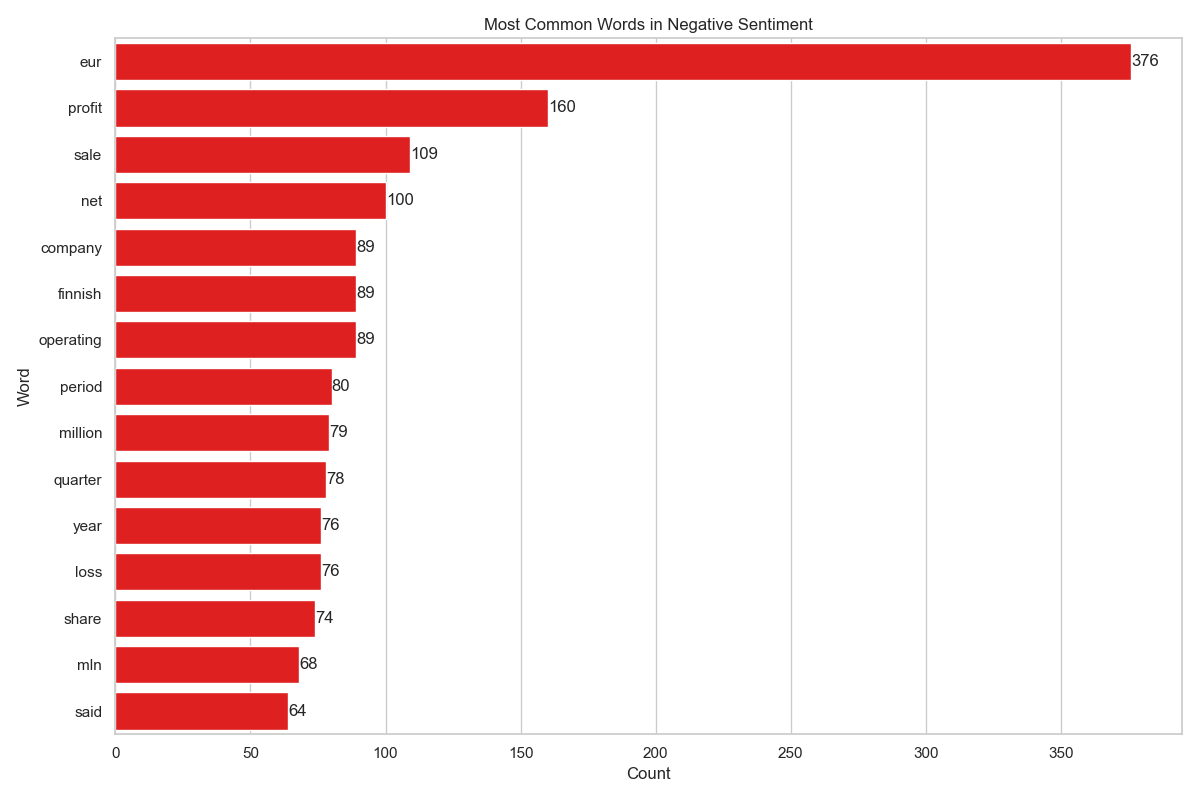 Most Common Words in Negative Sentiment
eur 376
profit 160
sale 109
net 100
company 89
finnish 89
operating 89
period 80
million 79
quarter 78
year 76
loss 76
share 74
mln 68
said 64
Word
0 50 100 150 200 250 300 350
Count